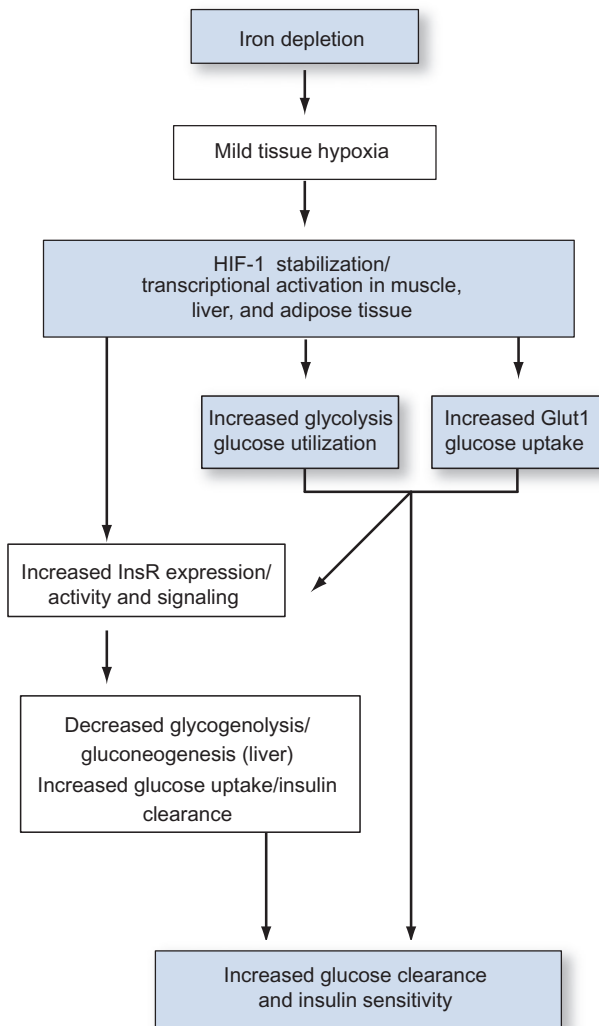 Iron depletion
Mild tissue hypoxia
HIF-1 stabilization/
transcriptional activation in muscle,
liver, and adipose tissue
Increased glycolysis
glucose utilization
Increased Glut1
glucose uptake
Increased InsR expression/
activity and signaling
Decreased glycogenolysis/
gluconeogenesis (liver)
Increased glucose uptake/insulin
clearance
Increased glucose clearance
and insulin sensitivity